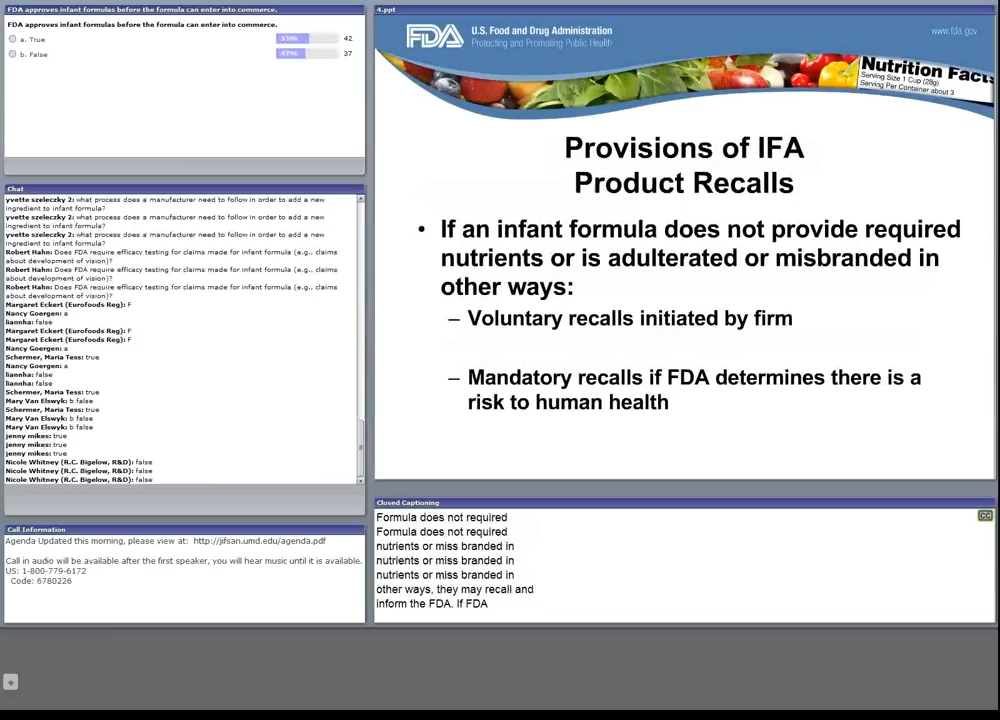 FDA approves infant formulas before the formula can enter into commerce.
FDA approves infant formulas before the formula can enter into commerce.
a. True 53% 42
b. False 47% 37
Chat
yvette szeleczky 2: what process does a manufacturer need to follow in order to add a new
ingredient to infant formula?
yvette szeleczky 2: what process does a manufacturer need to follow in order to add a new
ingredient to infant formula?
yvette szeleczky 2: what process does a manufacturer need to follow in order to add a new
ingredient to infant formula?
Robert Hahn: Does FDA require efficacy testing for claims made for infant formula (e.g., claims
about development of vision)?
Robert Hahn: Does FDA require efficacy testing for claims made for infant formula (e.g., claims
about development of vision)?
Robert Hahn: Does FDA require efficacy testing for claims made for infant formula (e.g., claims
about development of vision)?
Margaret Eckert (Eurofoods Reg): F
Nancy Goergen: a
liannha: false
Margaret Eckert (Eurofoods Reg): F
Margaret Eckert (Eurofoods Reg): F
Nancy Goergen: a
Schermer, Maria Tess: true
Nancy Goergen: a
liannha: false
liannha: false
Schermer, Maria Tess: true
Mary Van Elswyk: b false
Schermer, Maria Tess: true
Mary Van Elswyk: b false
Mary Van Elswyk: b false
jenny mikes: true
jenny mikes: true
jenny mikes: true
Nicole Whitney (R.C. Bigelow, R&D): false
Nicole Whitney (R.C. Bigelow, R&D): false
Nicole Whitney (R.C. Bigelow, R&D): false
Call Information
Agenda Updated this morning, please view at: http://jifsan.umd.edu/agenda.pdf
Call in audio will be available after the first speaker, you will hear music until it is available.
US: 1-800-779-6172
Code: 6780226
4.ppt
FDA U.S. Food and Drug Administration
Protecting and Promoting Public Health
www.fda.gov
Nutrition Facts
Serving Size 1 Cup (28g)
Serving Per Container about 3
Provisions of IFA
Product Recalls
• If an infant formula does not provide required
nutrients or is adulterated or misbranded in
other ways:
– Voluntary recalls initiated by firm
– Mandatory recalls if FDA determines there is a
risk to human health
Closed Captioning
CC
Formula does not required
Formula does not required
nutrients or miss branded in
nutrients or miss branded in
nutrients or miss branded in
other ways, they may recall and
inform the FDA. If FDA